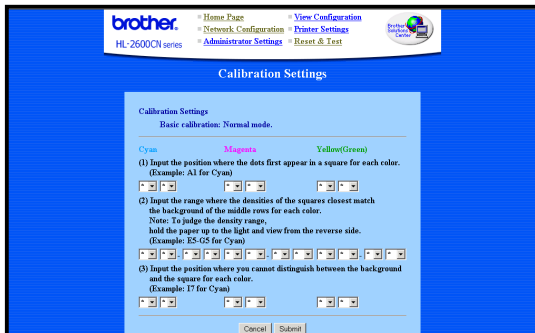 brother.
HL-2600CN series
Home Page
View Configuration
Network Configuration
Printer Settings
Administrator Settings
Reset & Test
Brother Solutions Center
Calibration Settings
Calibration Settings
Basic calibration: Normal mode.
Cyan Magenta Yellow(Green)
(1) Input the position where the dots first appear in a square for each color.
(Example: A1 for Cyan)
* * * * * *
(2) Input the range where the densities of the squares closest match
the background of the middle rows for each color.
Note: To judge the density range,
hold the paper up to the light and view from the reverse side.
(Example: E5-G5 for Cyan)
* * - * * * * - * * * * - * *
(3) Input the position where you cannot distinguish between the background
and the square for each color.
(Example: I7 for Cyan)
* * * * * *
Cancel Submit